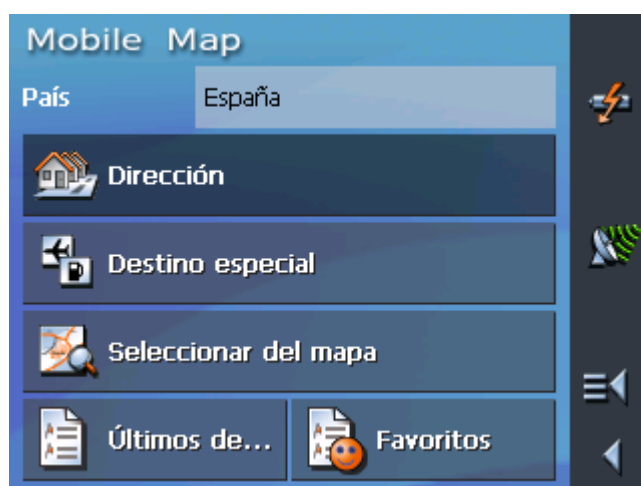 Mobile Map
País España
Dirección
Destino especial
Seleccionar del mapa
Últimos de... Favoritos